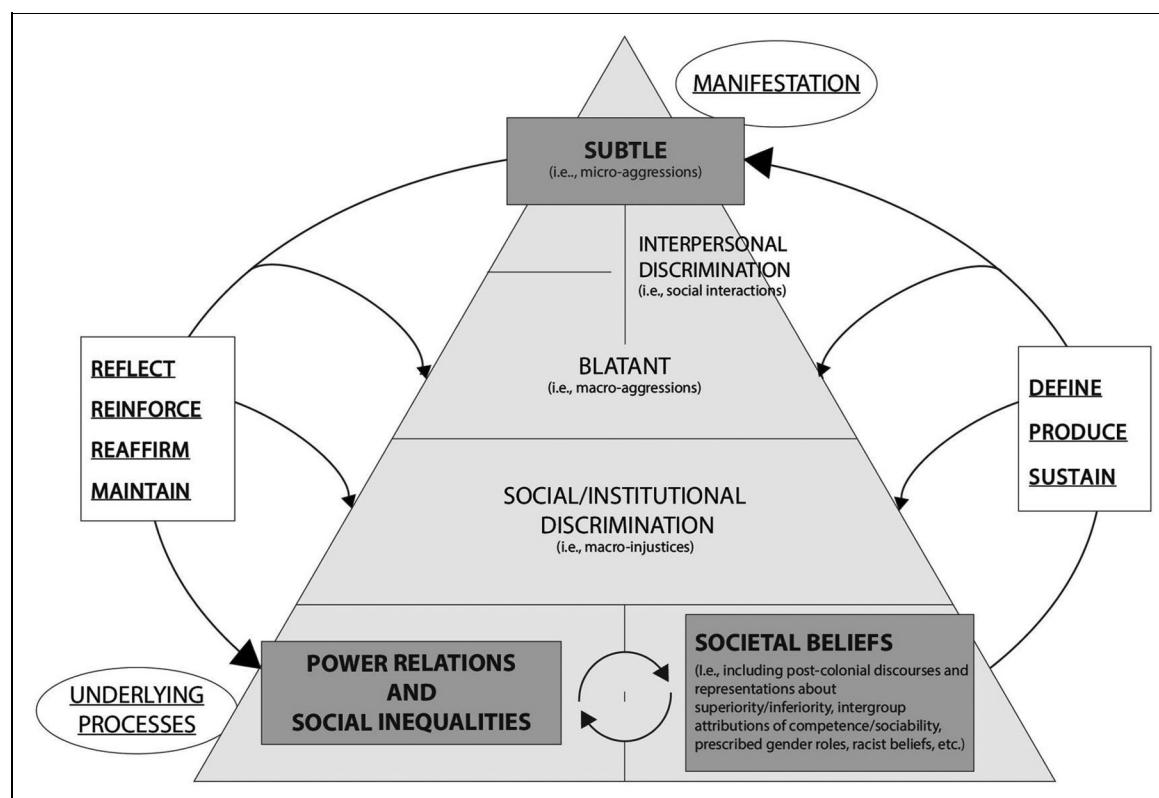 MANIFESTATION
SUBTLE
(i.e.., micro-aggressions)
INTERPERSONAL
DISCRIMINATION
(i.e., social interactions)
BLATANT
(i.e., macro-aggressions)
REFLECT
REINFORCE
REAFFIRM
MAINTAIN
DEFINE
PRODUCE
SUSTAIN
SOCIAL/INSTITUTIONAL
DISCRIMINATION
(i.e., macro-injustices)
UNDERLYING
PROCESSES
POWER RELATIONS
AND
SOCIAL INEQUALITIES
SOCIETAL BELIEFS
(I.e., including post-colonial discourses and
representations about
superiority/inferiority, intergroup
attributions of competence/sociability,
prescribed gender roles, racist beliefs, etc.)